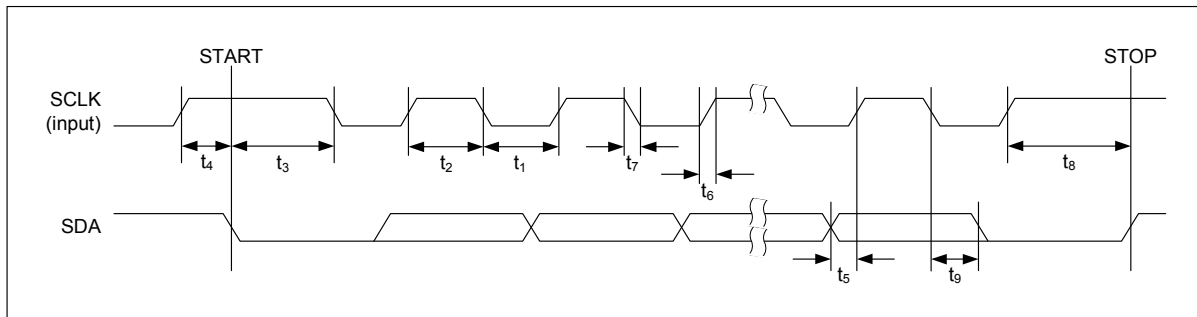 START
STOP
SCLK
(input)
t4
t3
t2
t1
t7
t6
t8
SDA
t5
t9